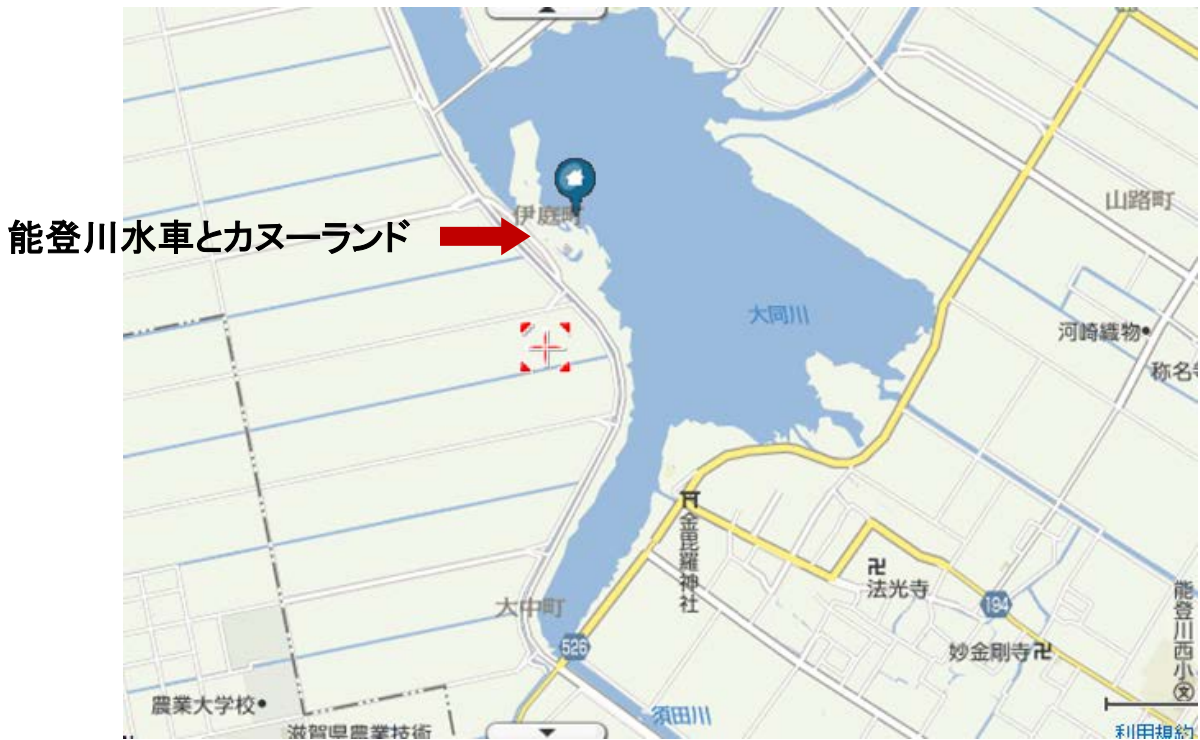 山路町
伊庭町
能登川水車とカヌーランド
大同川
河崎織物
称名寺
金毘羅神社
法光寺
能登川西小
文
大中町
194
526
妙金剛寺
農業大学校
須田川
滋賀県農業技術
利用規約